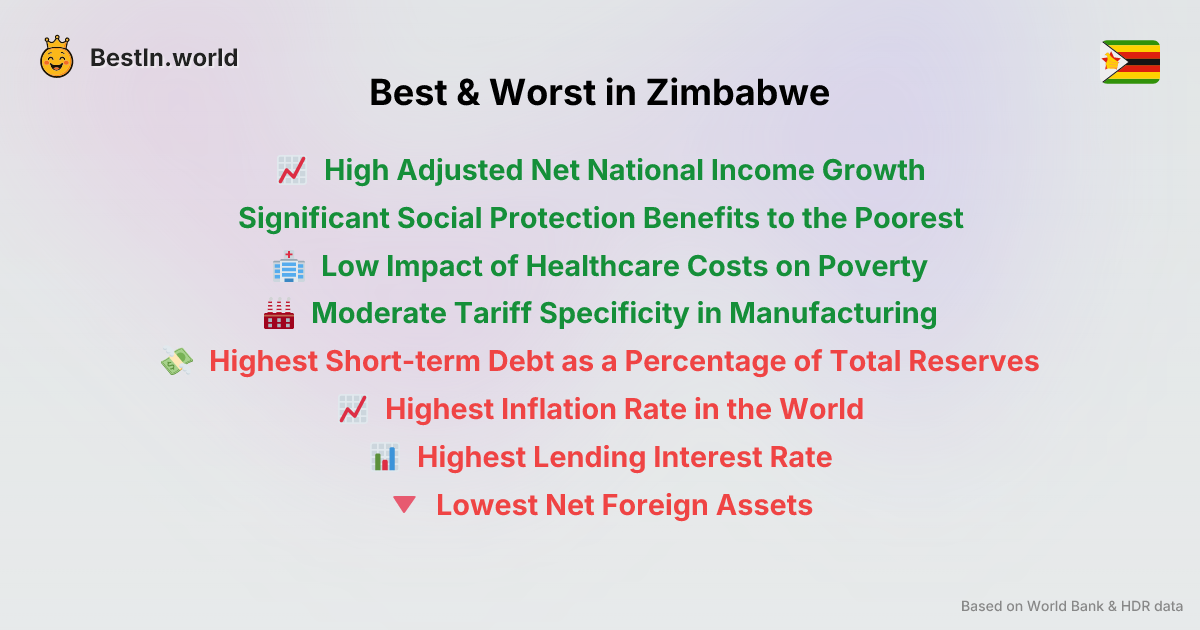 BestIn.world
Best & Worst in Zimbabwe
High Adjusted Net National Income Growth
Significant Social Protection Benefits to the Poorest
Low Impact of Healthcare Costs on Poverty
Moderate Tariff Specificity in Manufacturing
Highest Short-term Debt as a Percentage of Total Reserves
Highest Inflation Rate in the World
Highest Lending Interest Rate
Lowest Net Foreign Assets
Based on World Bank & HDR data